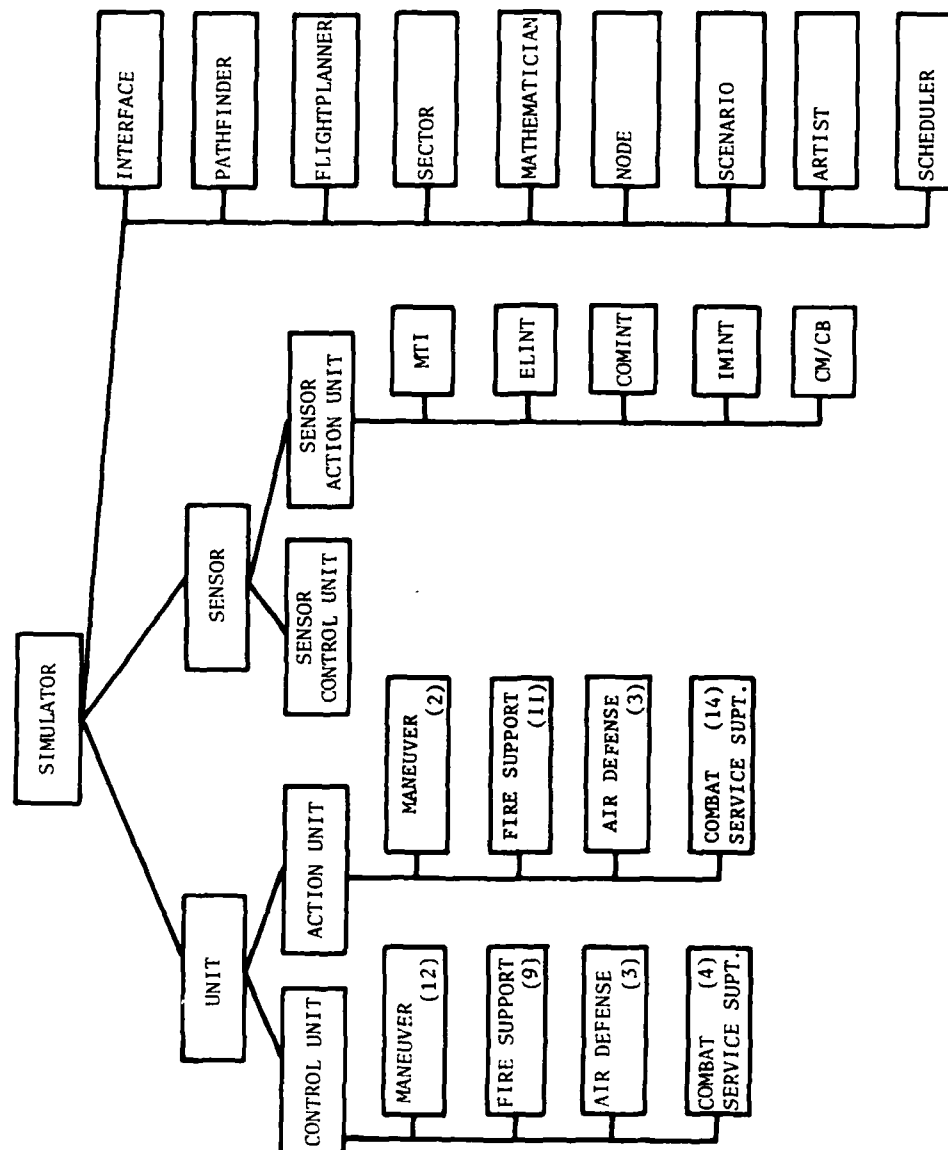 SIMULATOR
UNIT
SENSOR
CONTROL UNIT
ACTION UNIT
SENSOR
CONTROL UNIT
SENSOR
ACTION UNIT
MANEUVER
(12)
FIRE SUPPORT
(9)
AIR DEFENSE
(3)
COMBAT (4)
SERVICE SUPT.
MANEUVER
(2)
FIRE SUPPORT
(11)
AIR DEFENSE
(3)
COMBAT (14)
SERVICE SUPT.
MTI
ELINT
COMINT
IMINT
CM/CB
INTERFACE
PATHFINDER
FLIGHTPLANNER
SECTOR
MATHEMATICIAN
NODE
SCENARIO
ARTIST
SCHEDULER